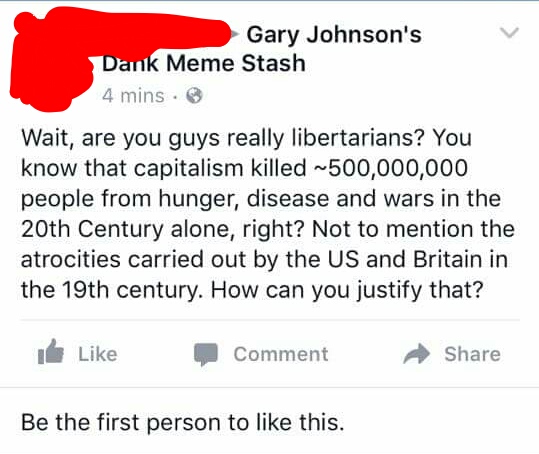 Gary Johnson's
Dank Meme Stash
4 mins ·
Wait, are you guys really libertarians? You
know that capitalism killed ~500,000,000
people from hunger, disease and wars in the
20th Century alone, right? Not to mention the
atrocities carried out by the US and Britain in
the 19th century. How can you justify that?
Like Comment Share
Be the first person to like this.